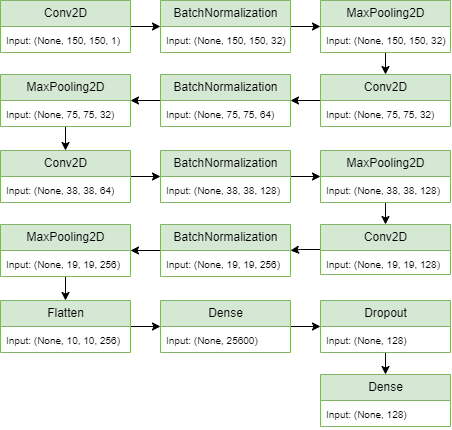 Conv2D
Input: (None, 150, 150, 1)
BatchNormalization
Input: (None, 150, 150, 32)
MaxPooling2D
Input: (None, 150, 150, 32)
Conv2D
Input: (None, 75, 75, 32)
BatchNormalization
Input: (None, 75, 75, 64)
MaxPooling2D
Input: (None, 75, 75, 32)
Conv2D
Input: (None, 38, 38, 64)
BatchNormalization
Input: (None, 38, 38, 128)
MaxPooling2D
Input: (None, 38, 38, 128)
Conv2D
Input: (None, 19, 19, 128)
BatchNormalization
Input: (None, 19, 19, 256)
MaxPooling2D
Input: (None, 19, 19, 256)
Flatten
Input: (None, 10, 10, 256)
Dense
Input: (None, 25600)
Dropout
Input: (None, 128)
Dense
Input: (None, 128)